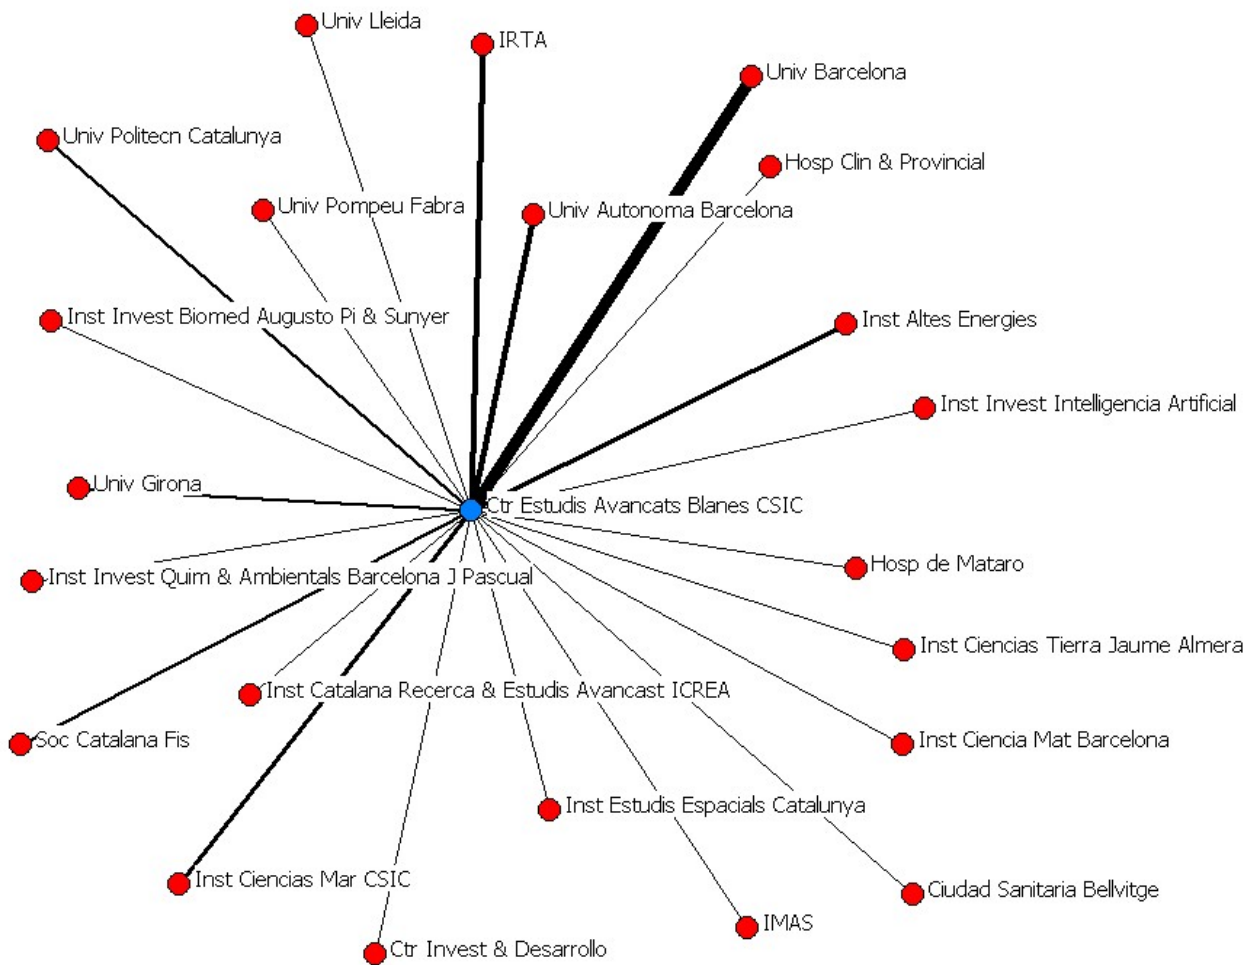 Univ Lleida
IRTA
Univ Barcelona
Univ Politecn Catalunya
Hosp Clin & Provincial
Univ Pompeu Fabra
Univ Autonoma Barcelona
Inst Invest Biomed Augusto Pi & Sunyer
Inst Altes Energies
Inst Invest Intelligencia Artificial
Univ Girona
Ctr Estudis Avancats Blanes CSIC
Hosp de Mataro
Inst Invest Quim & Ambientals Barcelona J Pascual
Inst Ciencias Tierra Jaume Almera
Inst Catalana Recerca & Estudis Avancast ICREA
Soc Catalana Fis
Inst Ciencia Mat Barcelona
Inst Estudis Espacials Catalunya
Inst Ciencias Mar CSIC
Ciudad Sanitaria Bellvitge
IMAS
Ctr Invest & Desarrollo